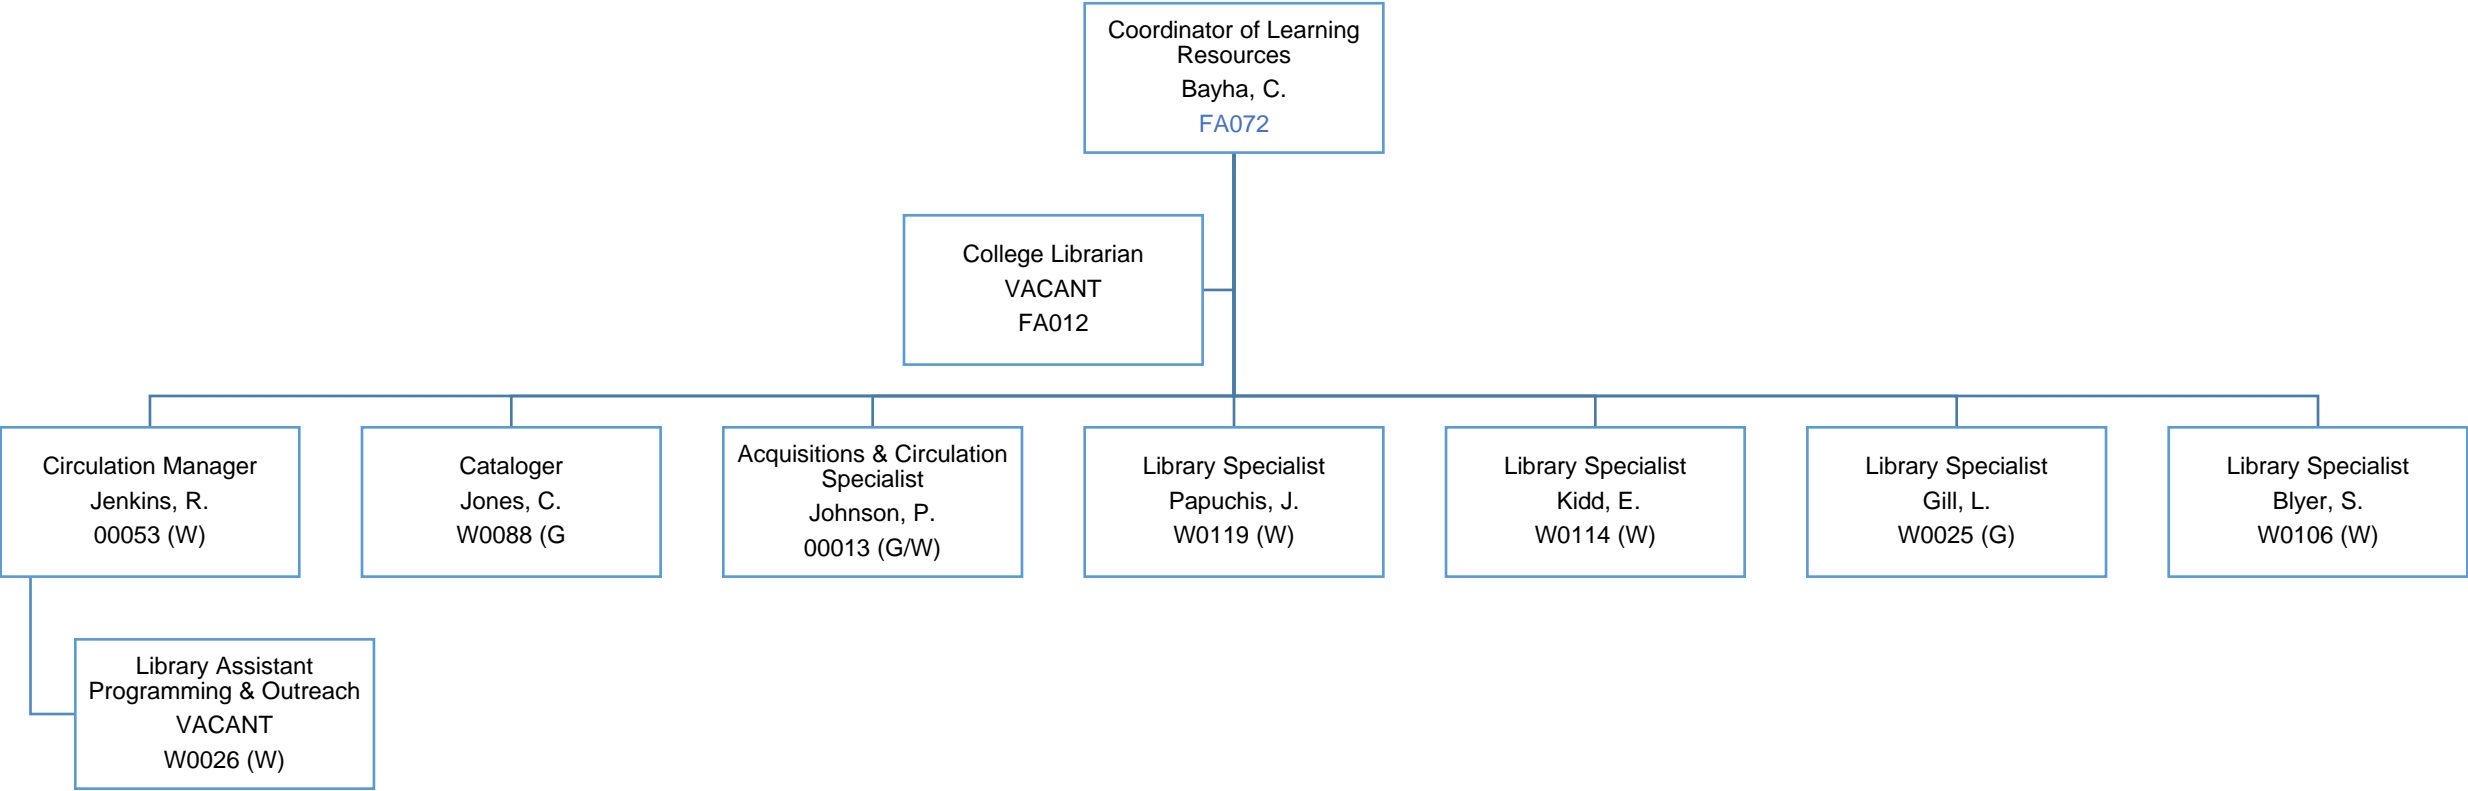 Coordinator of Learning
Resources
Bayha, C.
FA072
College Librarian
VACANT
FA012
Circulation Manager
Jenkins, R.
00053 (W)
Cataloger
Jones, C.
W0088 (G
Acquisitions & Circulation
Specialist
Johnson, P.
00013 (G/W)
Library Specialist
Papuchis, J.
W0119 (W)
Library Specialist
Kidd, E.
W0114 (W)
Library Specialist
Gill, L.
W0025 (G)
Library Specialist
Blyer, S.
W0106 (W)
Library Assistant
Programming & Outreach
VACANT
W0026 (W)